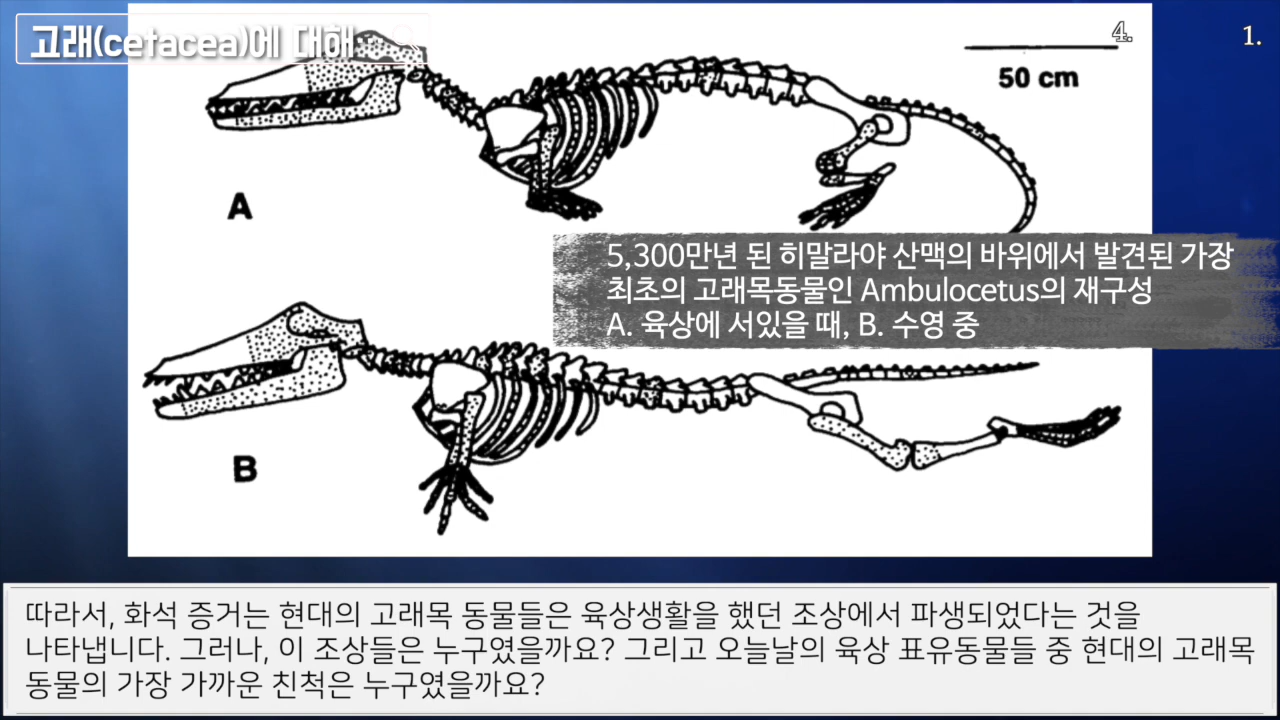 고래(cetacea)에 대해
4.
1.
50 cm
A
5,300만년 된 히말라야 산맥의 바위에서 발견된 가장
최초의 고래목동물인 Ambulocetus의 재구성
A. 육상에 서있을 때, B. 수영 중
B
따라서, 화석 증거는 현대의 고래목 동물들은 육상생활을 했던 조상에서 파생되었다는 것을
나타냅니다. 그러나, 이 조상들은 누구였을까요? 그리고 오늘날의 육상 포유동물들 중 현대의 고래목
동물의 가장 가까운 친척은 누구였을까요?